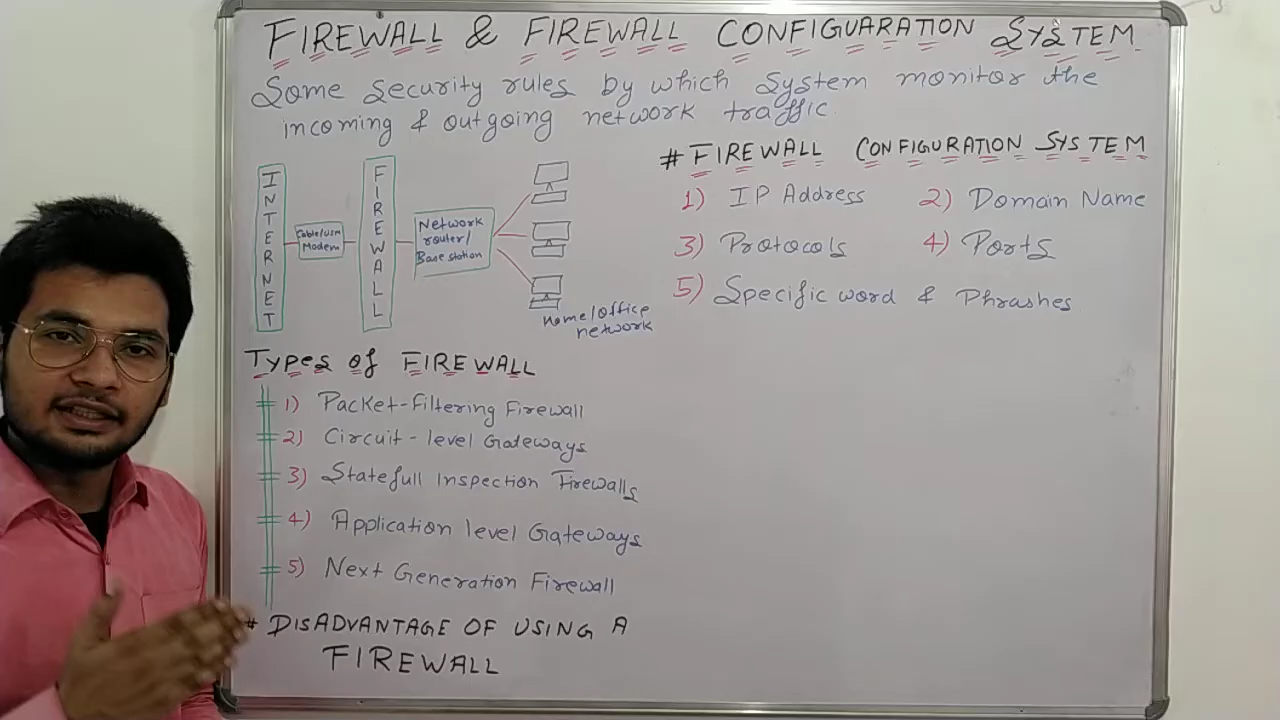 FIREWALL & FIREWALL CONFIGUARATION SYSTEM
Some security rules by which System monitor the
incoming & outgoing network traffic.
INTERNET
Cable/USM
Modem
FIREWALL
Network
router/
Base station
Home/office
network
Types of FIREWALL
1) Packet-Filtering Firewall
2) Circuit-level Gateways
3) Statefull Inspection Firewalls
4) Application level Gateways
5) Next Generation Firewall
# DISADVANTAGE OF USING A
FIREWALL
# FIREWALL CONFIGURATION SYSTEM
1) IP Address 2) Domain Name
3) Protocols 4) Ports
5) Specific word & Phrashes